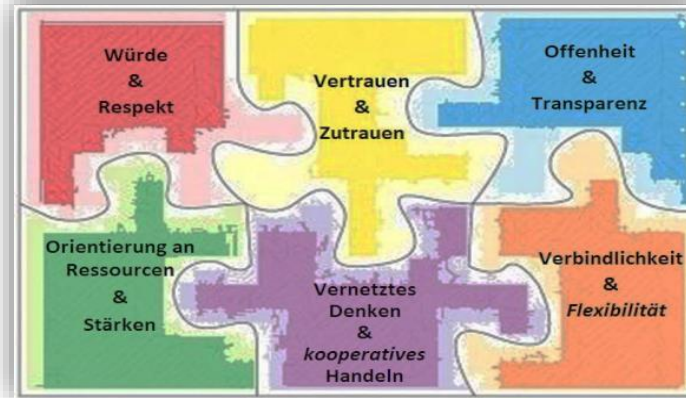 Würde
&
Respekt
Vertrauen
&
Zutrauen
Offenheit
&
Transparenz
Orientierung an
Ressourcen
&
Stärken
Vernetztes
Denken
&
kooperatives
Handeln
Verbindlichkeit
&
Flexibilität